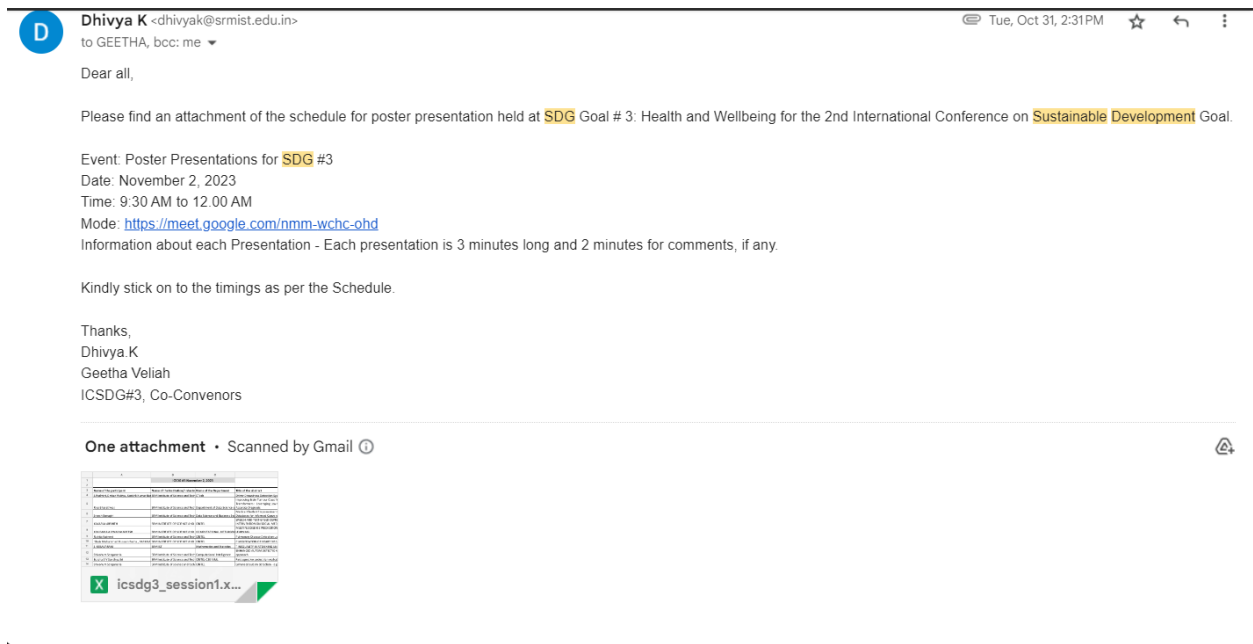 D
Dhivya K <dhivyak@srmist.edu.in>
Tue, Oct 31, 2:31 PM
to GEETHA, bcc: me
Dear all,
Please find an attachment of the schedule for poster presentation held at SDG Goal # 3: Health and Wellbeing for the 2nd International Conference on Sustainable Development Goal.
Event: Poster Presentations for SDG #3
Date: November 2, 2023
Time: 9:30 AM to 12.00 AM
Mode: https://meet.google.com/nmm-wchc-ohd
Information about each Presentation - Each presentation is 3 minutes long and 2 minutes for comments, if any.
Kindly stick on to the timings as per the Schedule.
Thanks,
Dhivya.K
Geetha Veliah
ICSDG#3, Co-Convenors
One attachment • Scanned by Gmail
X
icsdg3_session1.x...